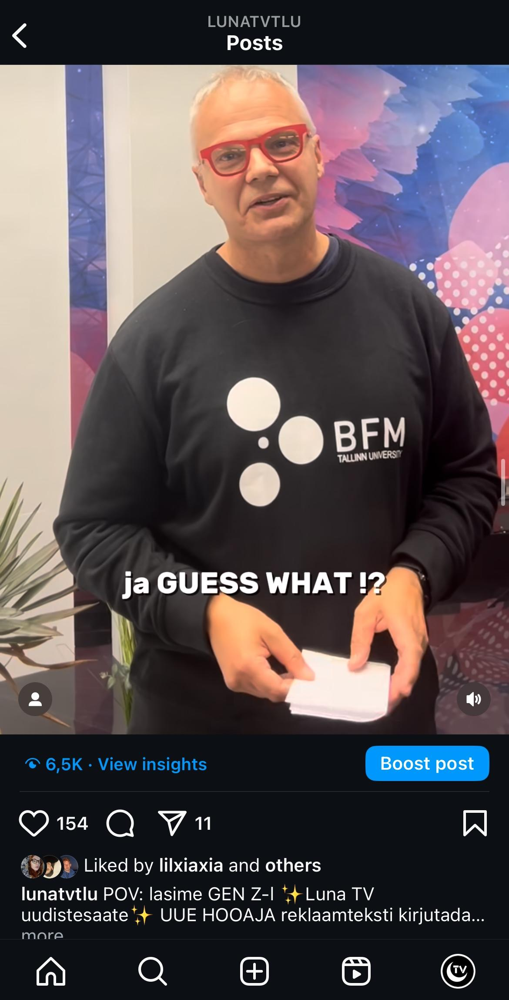 LUNATVTLU
Posts
BFM
TALLINN UNIVERSITY
ja GUESS WHAT !?
6,5K · View insights
Boost post
154
11
Liked by lilxiaxia and others
lunatvtlu POV: lasime GEN Z-l ✨Luna TV
uudistesaate✨ UUE HOOAJA reklaamteksti kirjutada...
more
TV